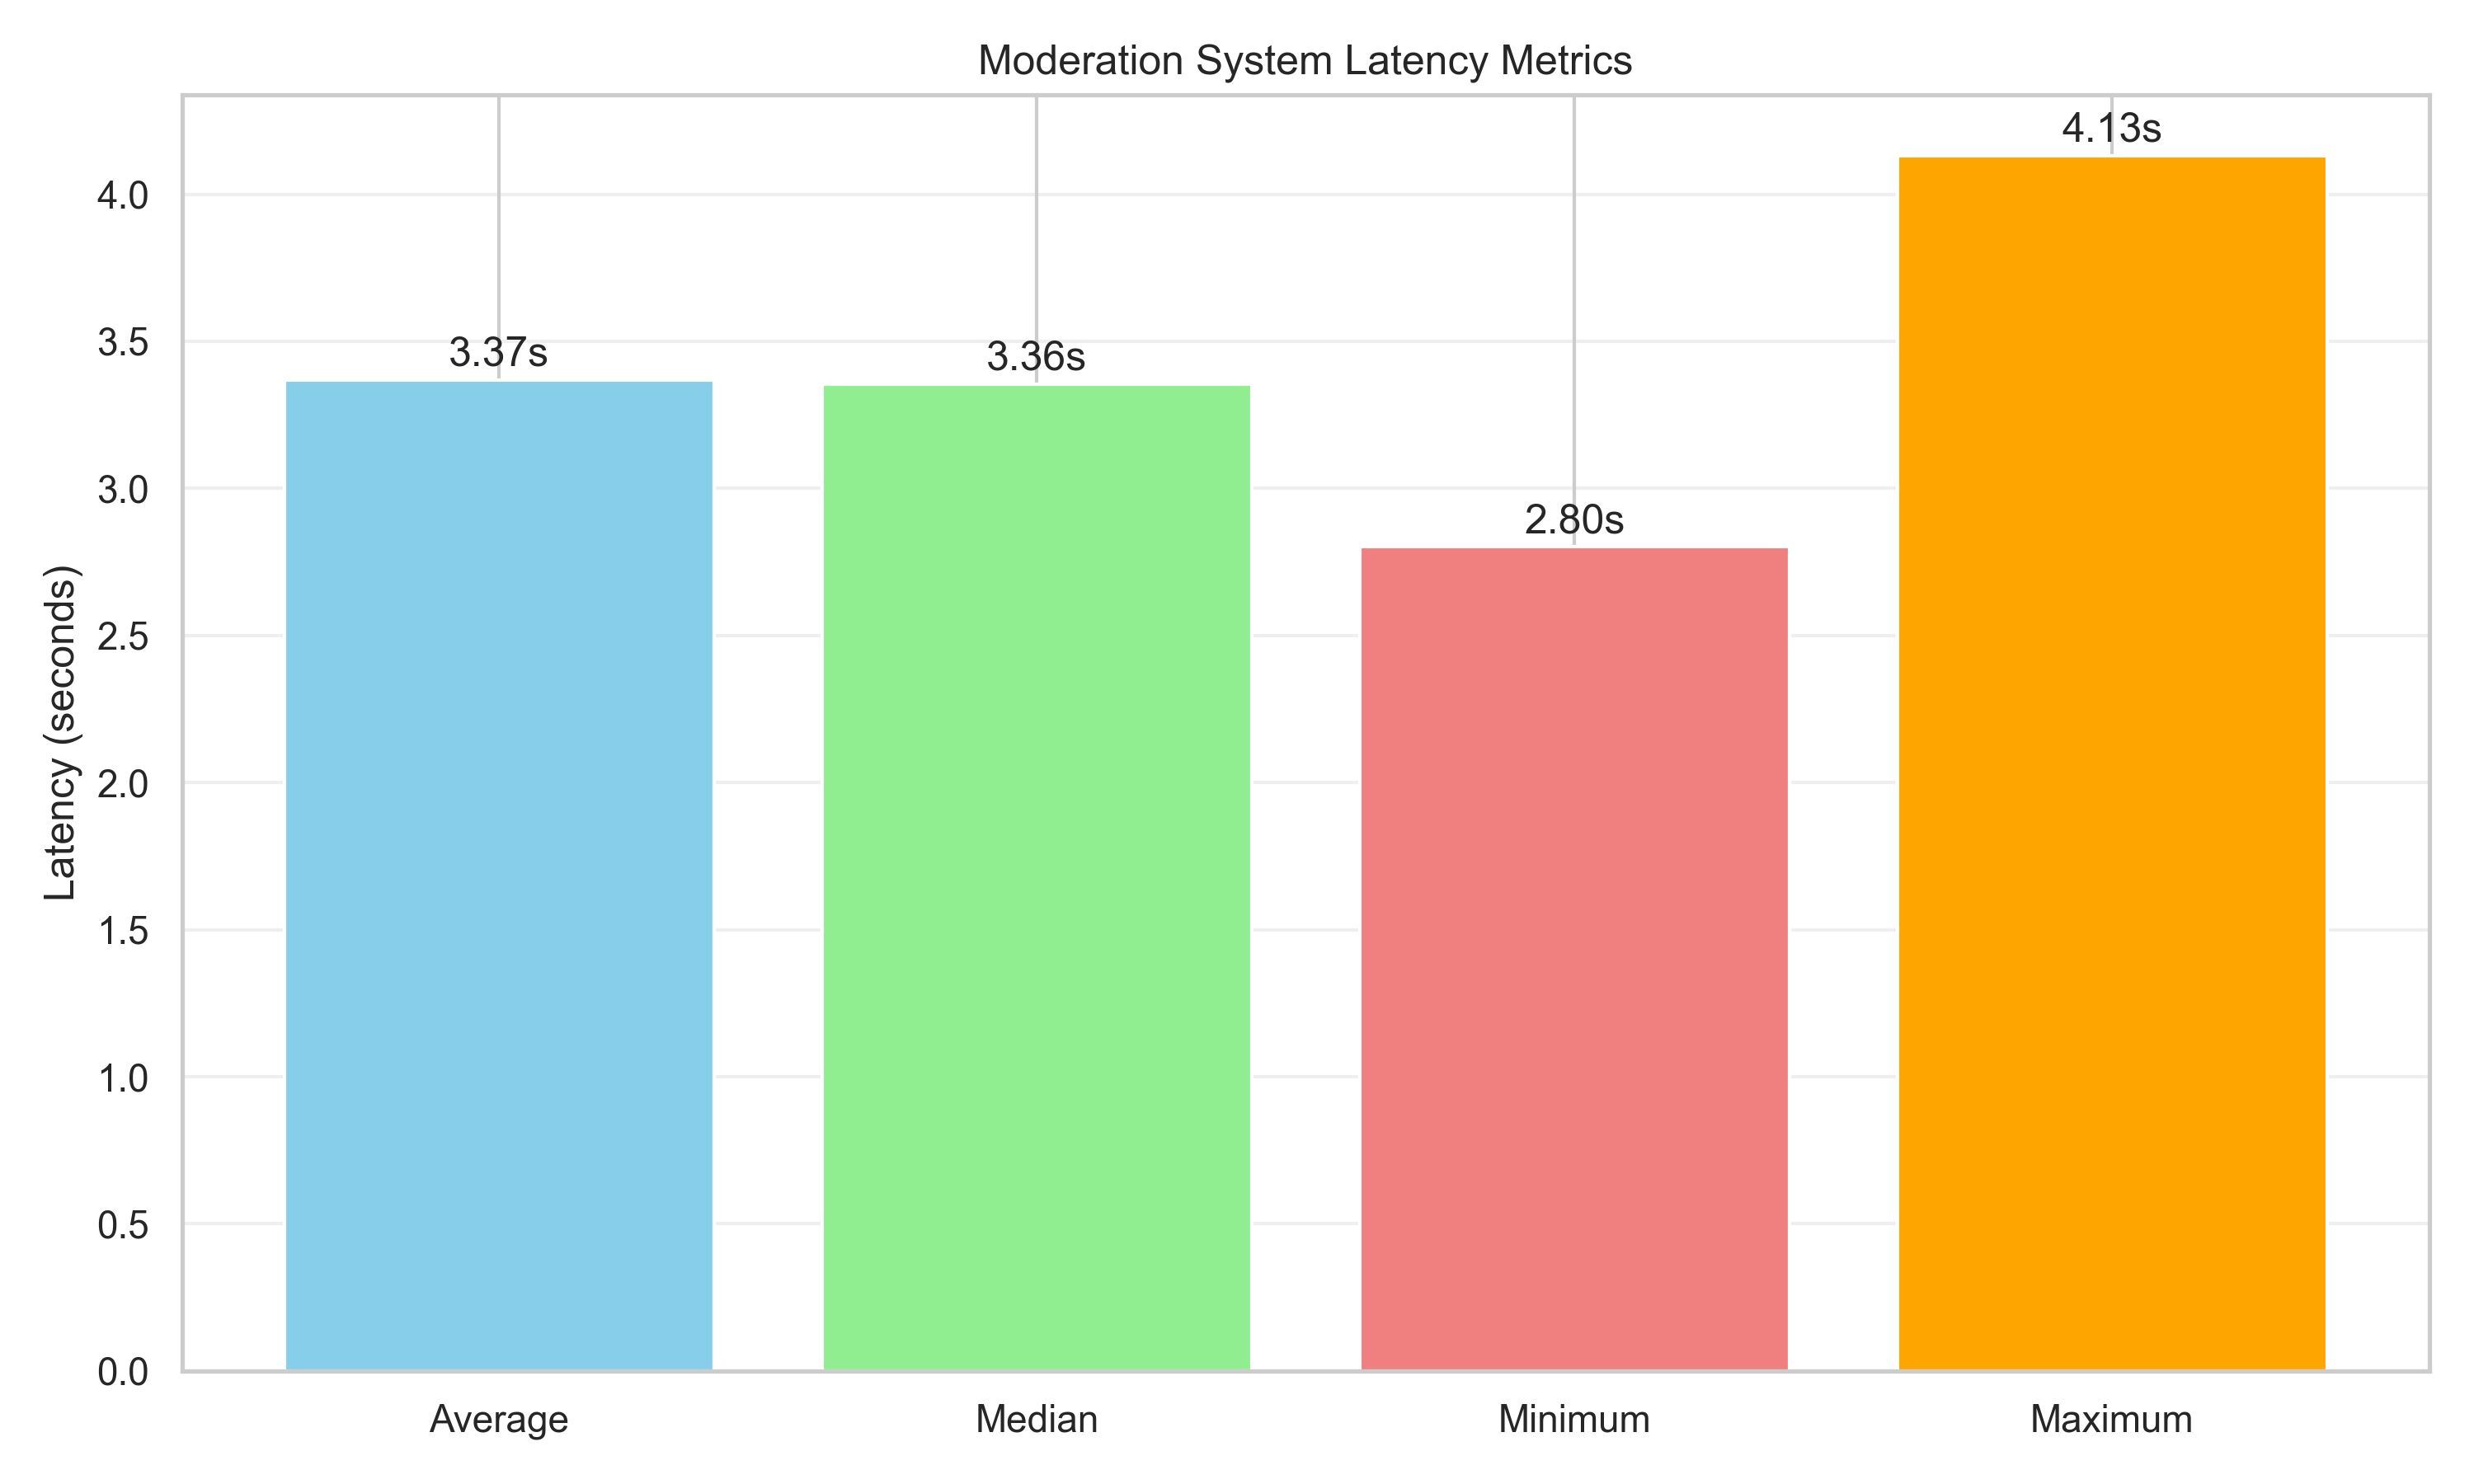 Moderation System Latency Metrics
Latency (seconds)
4.0
3.5
3.0
2.5
2.0
1.5
1.0
0.5
0.0
3.37s
3.36s
2.80s
4.13s
Average
Median
Minimum
Maximum